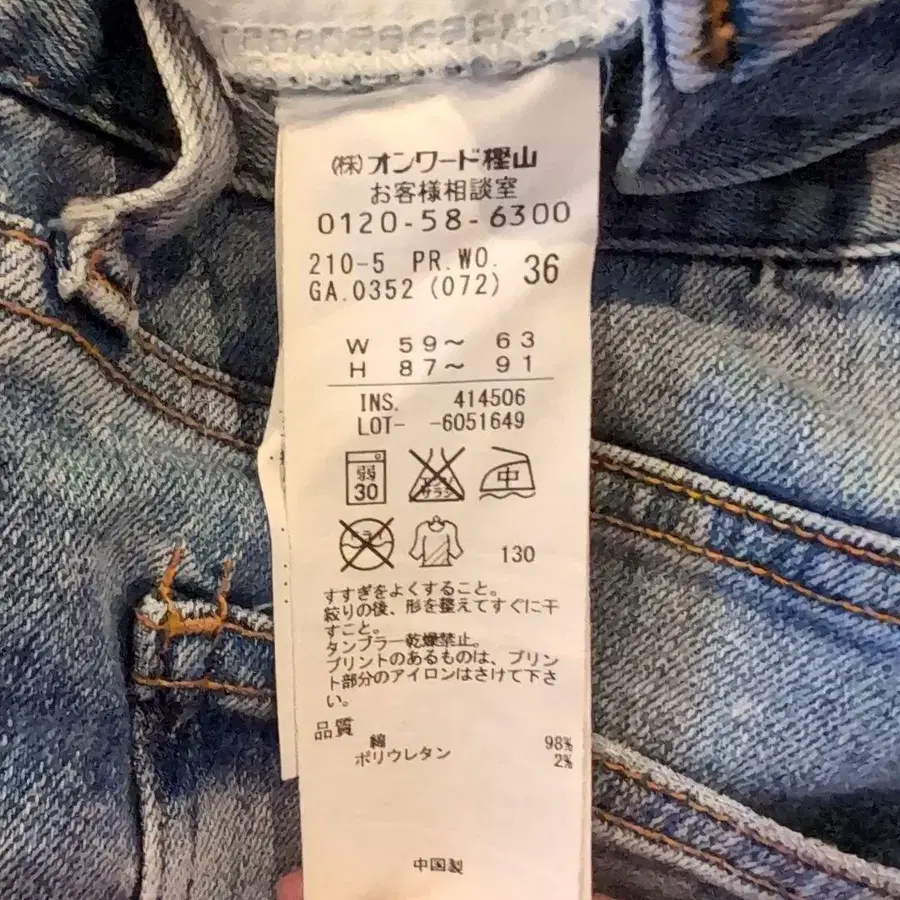 (株)オンワード樫山
お客様相談室
0120-58-6300
210-5 PR.WO. 36
GA.0352 (072)
W 59～ 63
H 87～ 91
INS. 414506
LOT- -6051649
弱 30 サラシ 中
ドライ 130
すすぎをよくすること。
絞りの後、形を整えてすぐに干
すこと。
タンブラー乾燥禁止。
プリントのあるものは、プリン
ト部分のアイロンはさけて下さ
い。
品質
綿 98%
ポリウレタン 2%
中国製